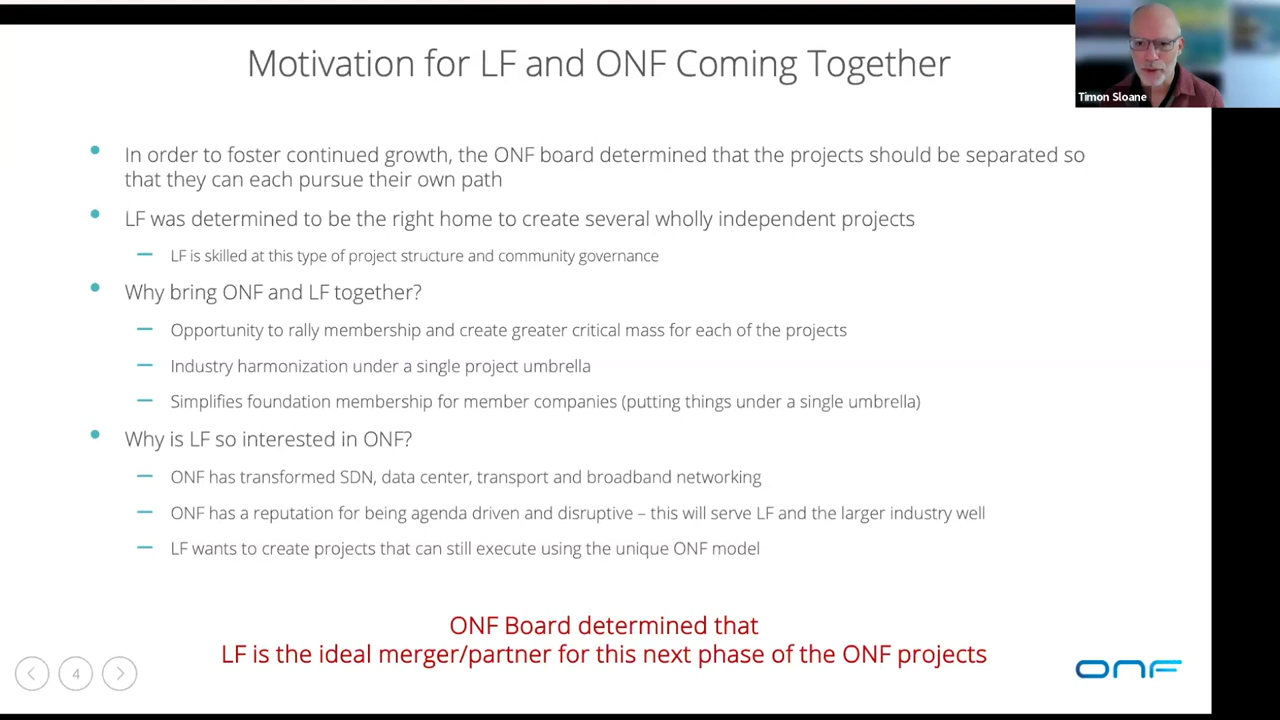 Motivation for LF and ONF Coming Together
Timon Sloane
In order to foster continued growth, the ONF board determined that the projects should be separated so
that they can each pursue their own path
LF was determined to be the right home to create several wholly independent projects
LF is skilled at this type of project structure and community governance
Why bring ONF and LF together?
Opportunity to rally membership and create greater critical mass for each of the projects
Industry harmonization under a single project umbrella
Simplifies foundation membership for member companies (putting things under a single umbrella)
Why is LF so interested in ONF?
ONF has transformed SDN, data center, transport and broadband networking
ONF has a reputation for being agenda driven and disruptive – this will serve LF and the larger industry well
LF wants to create projects that can still execute using the unique ONF model
ONF Board determined that
LF is the ideal merger/partner for this next phase of the ONF projects
4
ONF